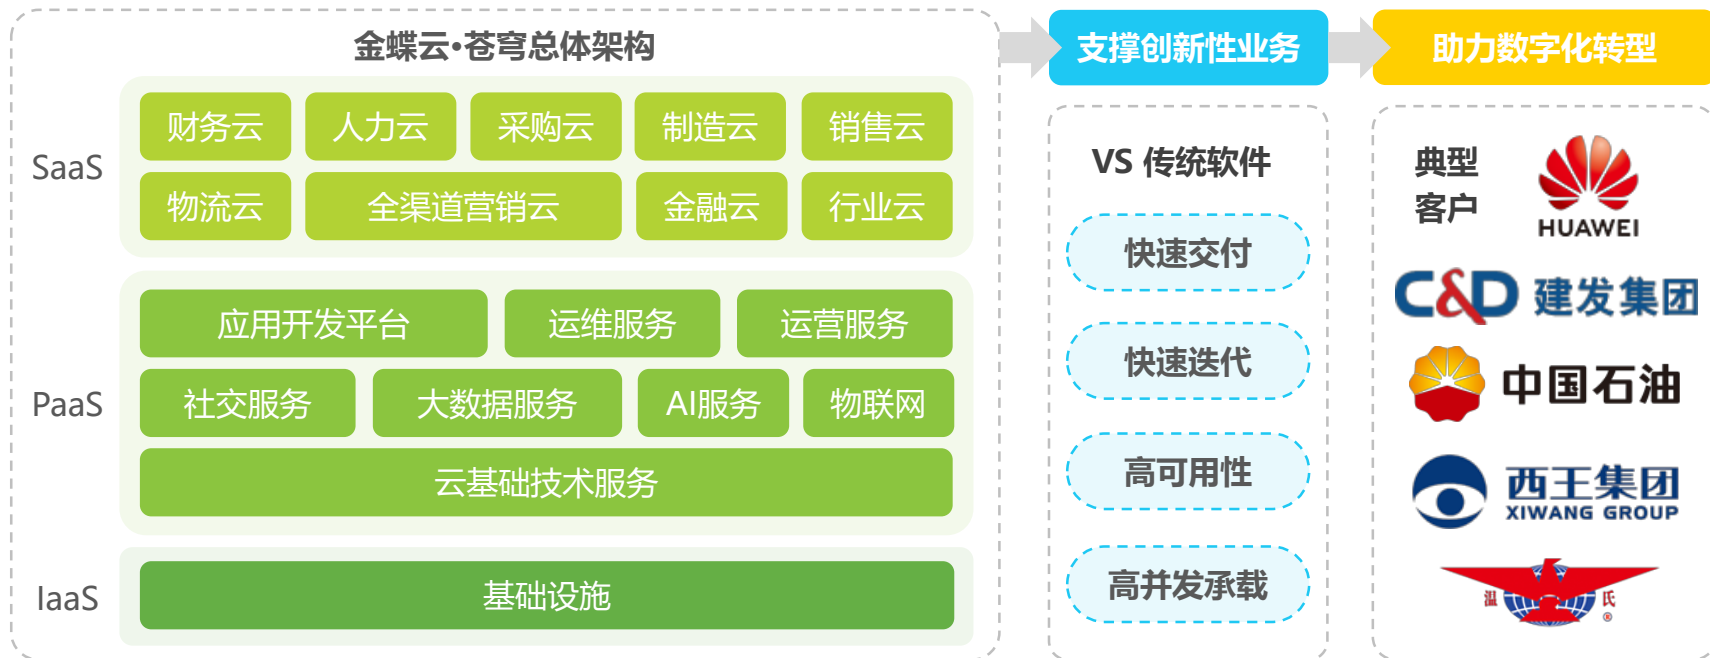 金蝶云·苍穹总体架构
SaaS
财务云
人力云
采购云
制造云
销售云
物流云
全渠道营销云
金融云
行业云
PaaS
应用开发平台
运维服务
运营服务
社交服务
大数据服务
AI服务
物联网
云基础技术服务
IaaS
基础设施
支撑创新性业务
VS 传统软件
快速交付
快速迭代
高可用性
高并发承载
助力数字化转型
典型
客户
HUAWEI
C&D 建发集团
中国石油
西王集团
XIWANG GROUP
温 氏
®